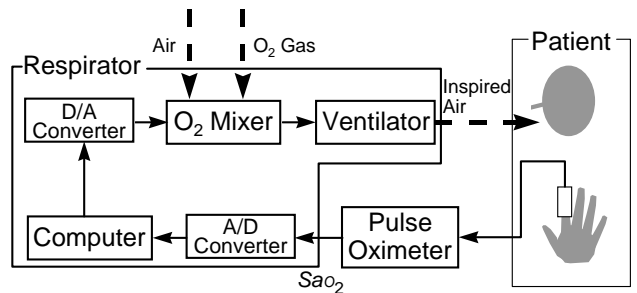 Air
O2 Gas
Patient
Respirator
Inspired
Air
D/A
Converter
O2 Mixer
Ventilator
Computer
A/D
Converter
Pulse
Oximeter
SaO2